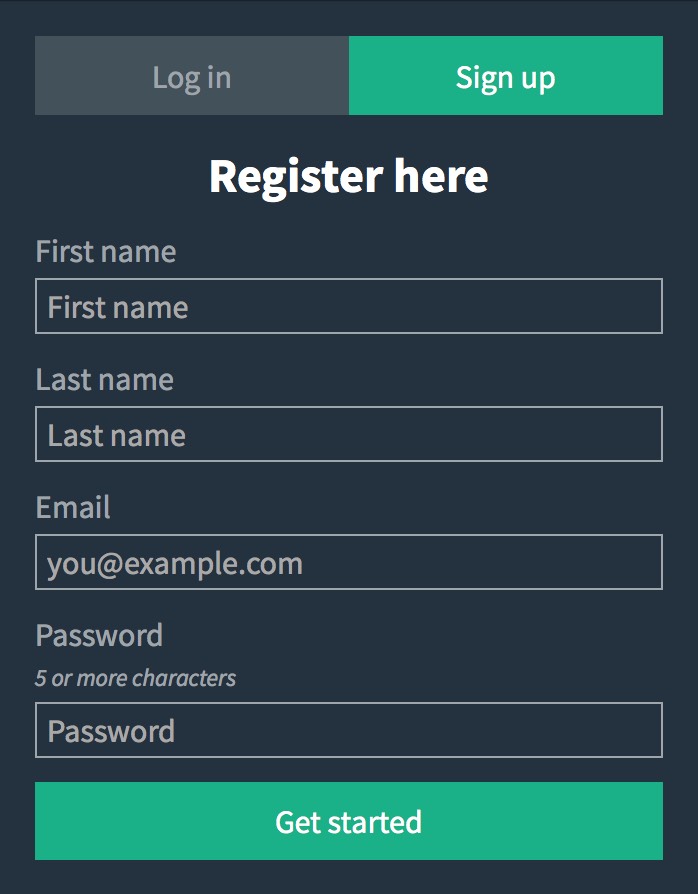 Log in
Sign up
Register here
First name
First name
Last name
Last name
Email
you@example.com
Password
5 or more characters
Password
Get started